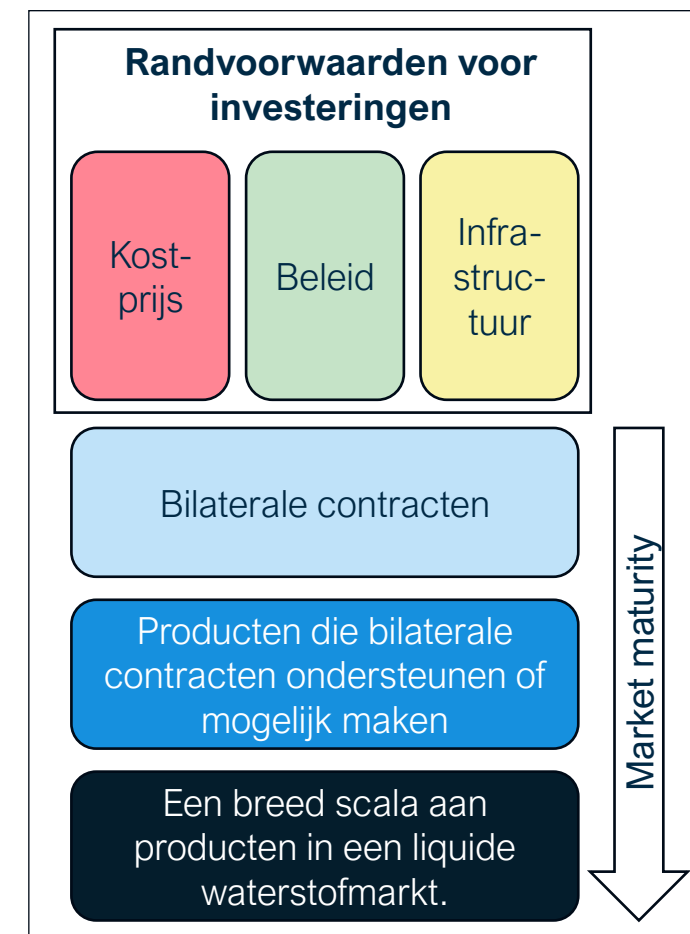 Randvoorwaarden voor
investeringen
Kost-
prijs
Beleid
Infra-
struc-
tuur
Bilaterale contracten
Producten die bilaterale
contracten ondersteunen of
mogelijk maken
Een breed scala aan
producten in een liquide
waterstofmarkt.
Market maturity